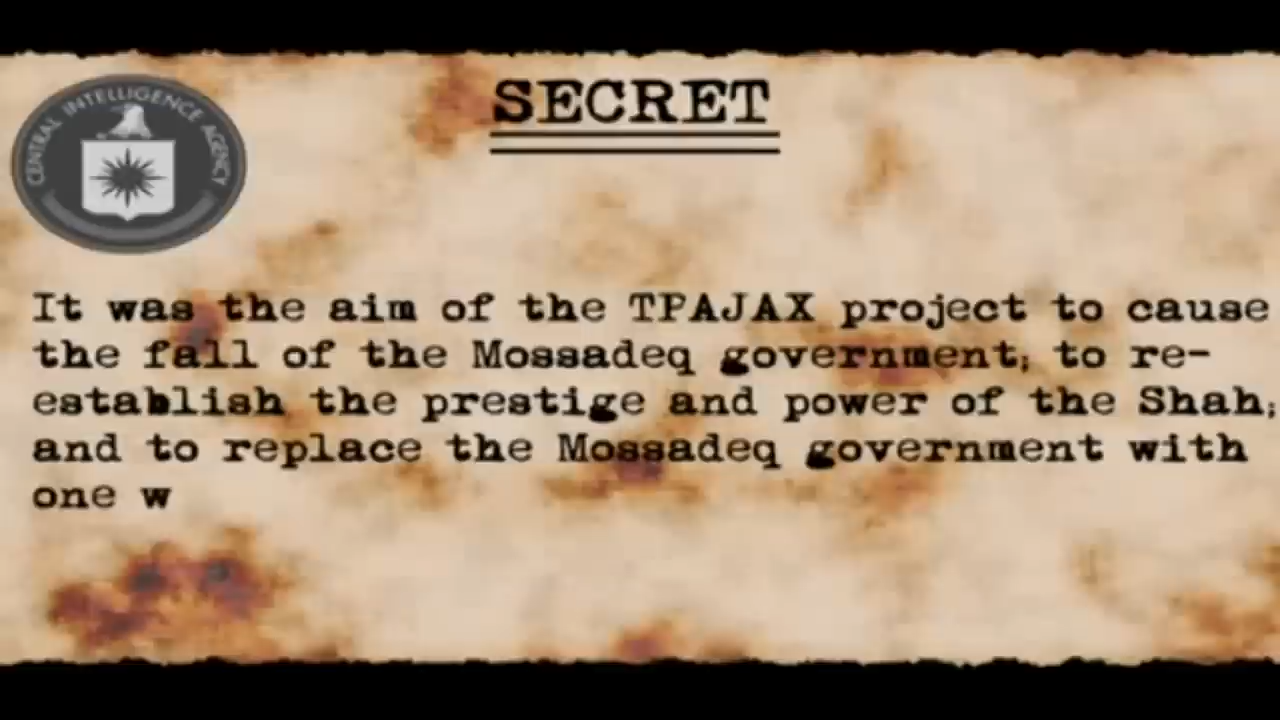 CENTRAL INTELLIGENCE AGENCY
SECRET
It was the aim of the TPAJAX project to cause
the fall of the Mossadeq government; to re-
establish the prestige and power of the Shah;
and to replace the Mossadeq government with
one w